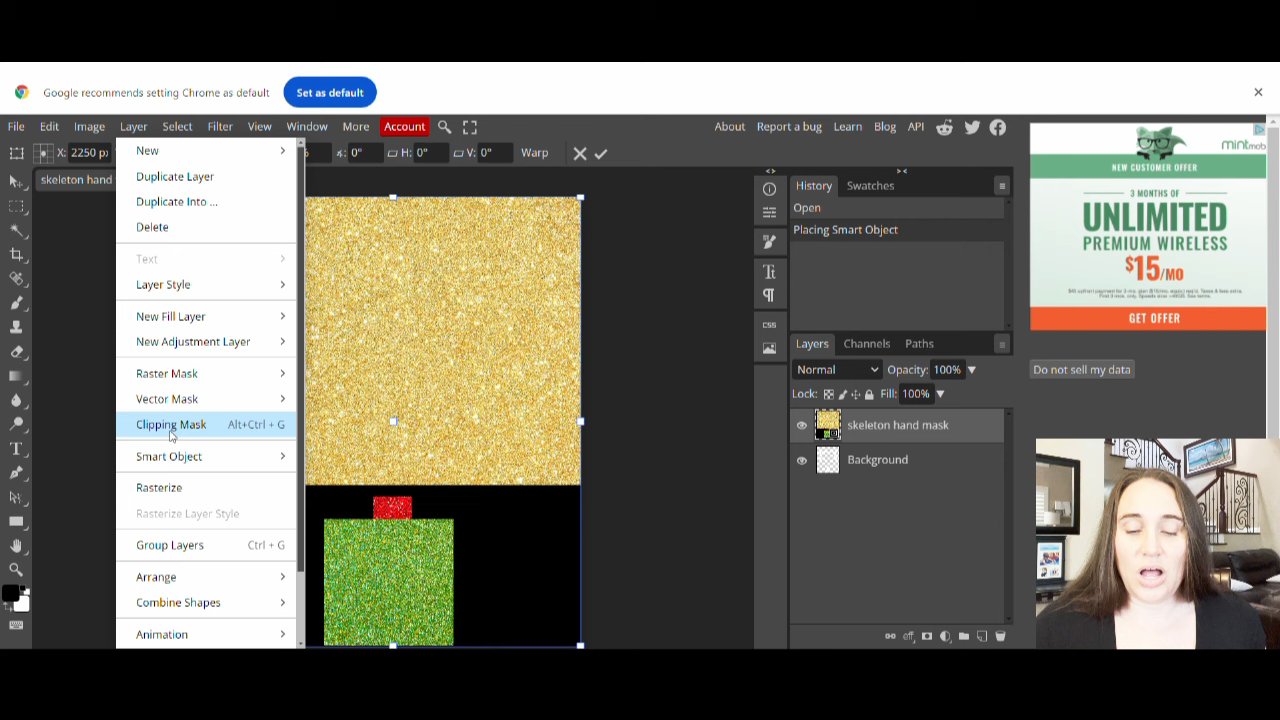 Google recommends setting Chrome as default
Set as default
File Edit Image Layer Select Filter View Window More Account
About Report a bug Learn Blog API
X: 2250 px
0° H: 0° V: 0° Warp
skeleton hand
New
Duplicate Layer
Duplicate Into ...
Delete
Text
Layer Style
New Fill Layer
New Adjustment Layer
Raster Mask
Vector Mask
Clipping Mask Alt+Ctrl + G
Smart Object
Rasterize
Rasterize Layer Style
Group Layers Ctrl + G
Arrange
Combine Shapes
Animation
History Swatches
Open
Placing Smart Object
CSS
Layers Channels Paths
Normal Opacity: 100%
Lock: Fill: 100%
skeleton hand mask
Background
mintmob
NEW CUSTOMER OFFER
3 MONTHS OF
UNLIMITED
PREMIUM WIRELESS
$15/MO
GET OFFER
Do not sell my data